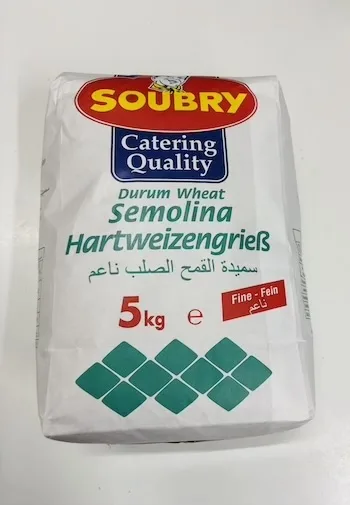 SOUBRY
Catering
Quality
Durum Wheat
Semolina
Hartweizengrieß
سميدة القمح الصلب ناعم
5kg e
Fine - Fein
ناعم